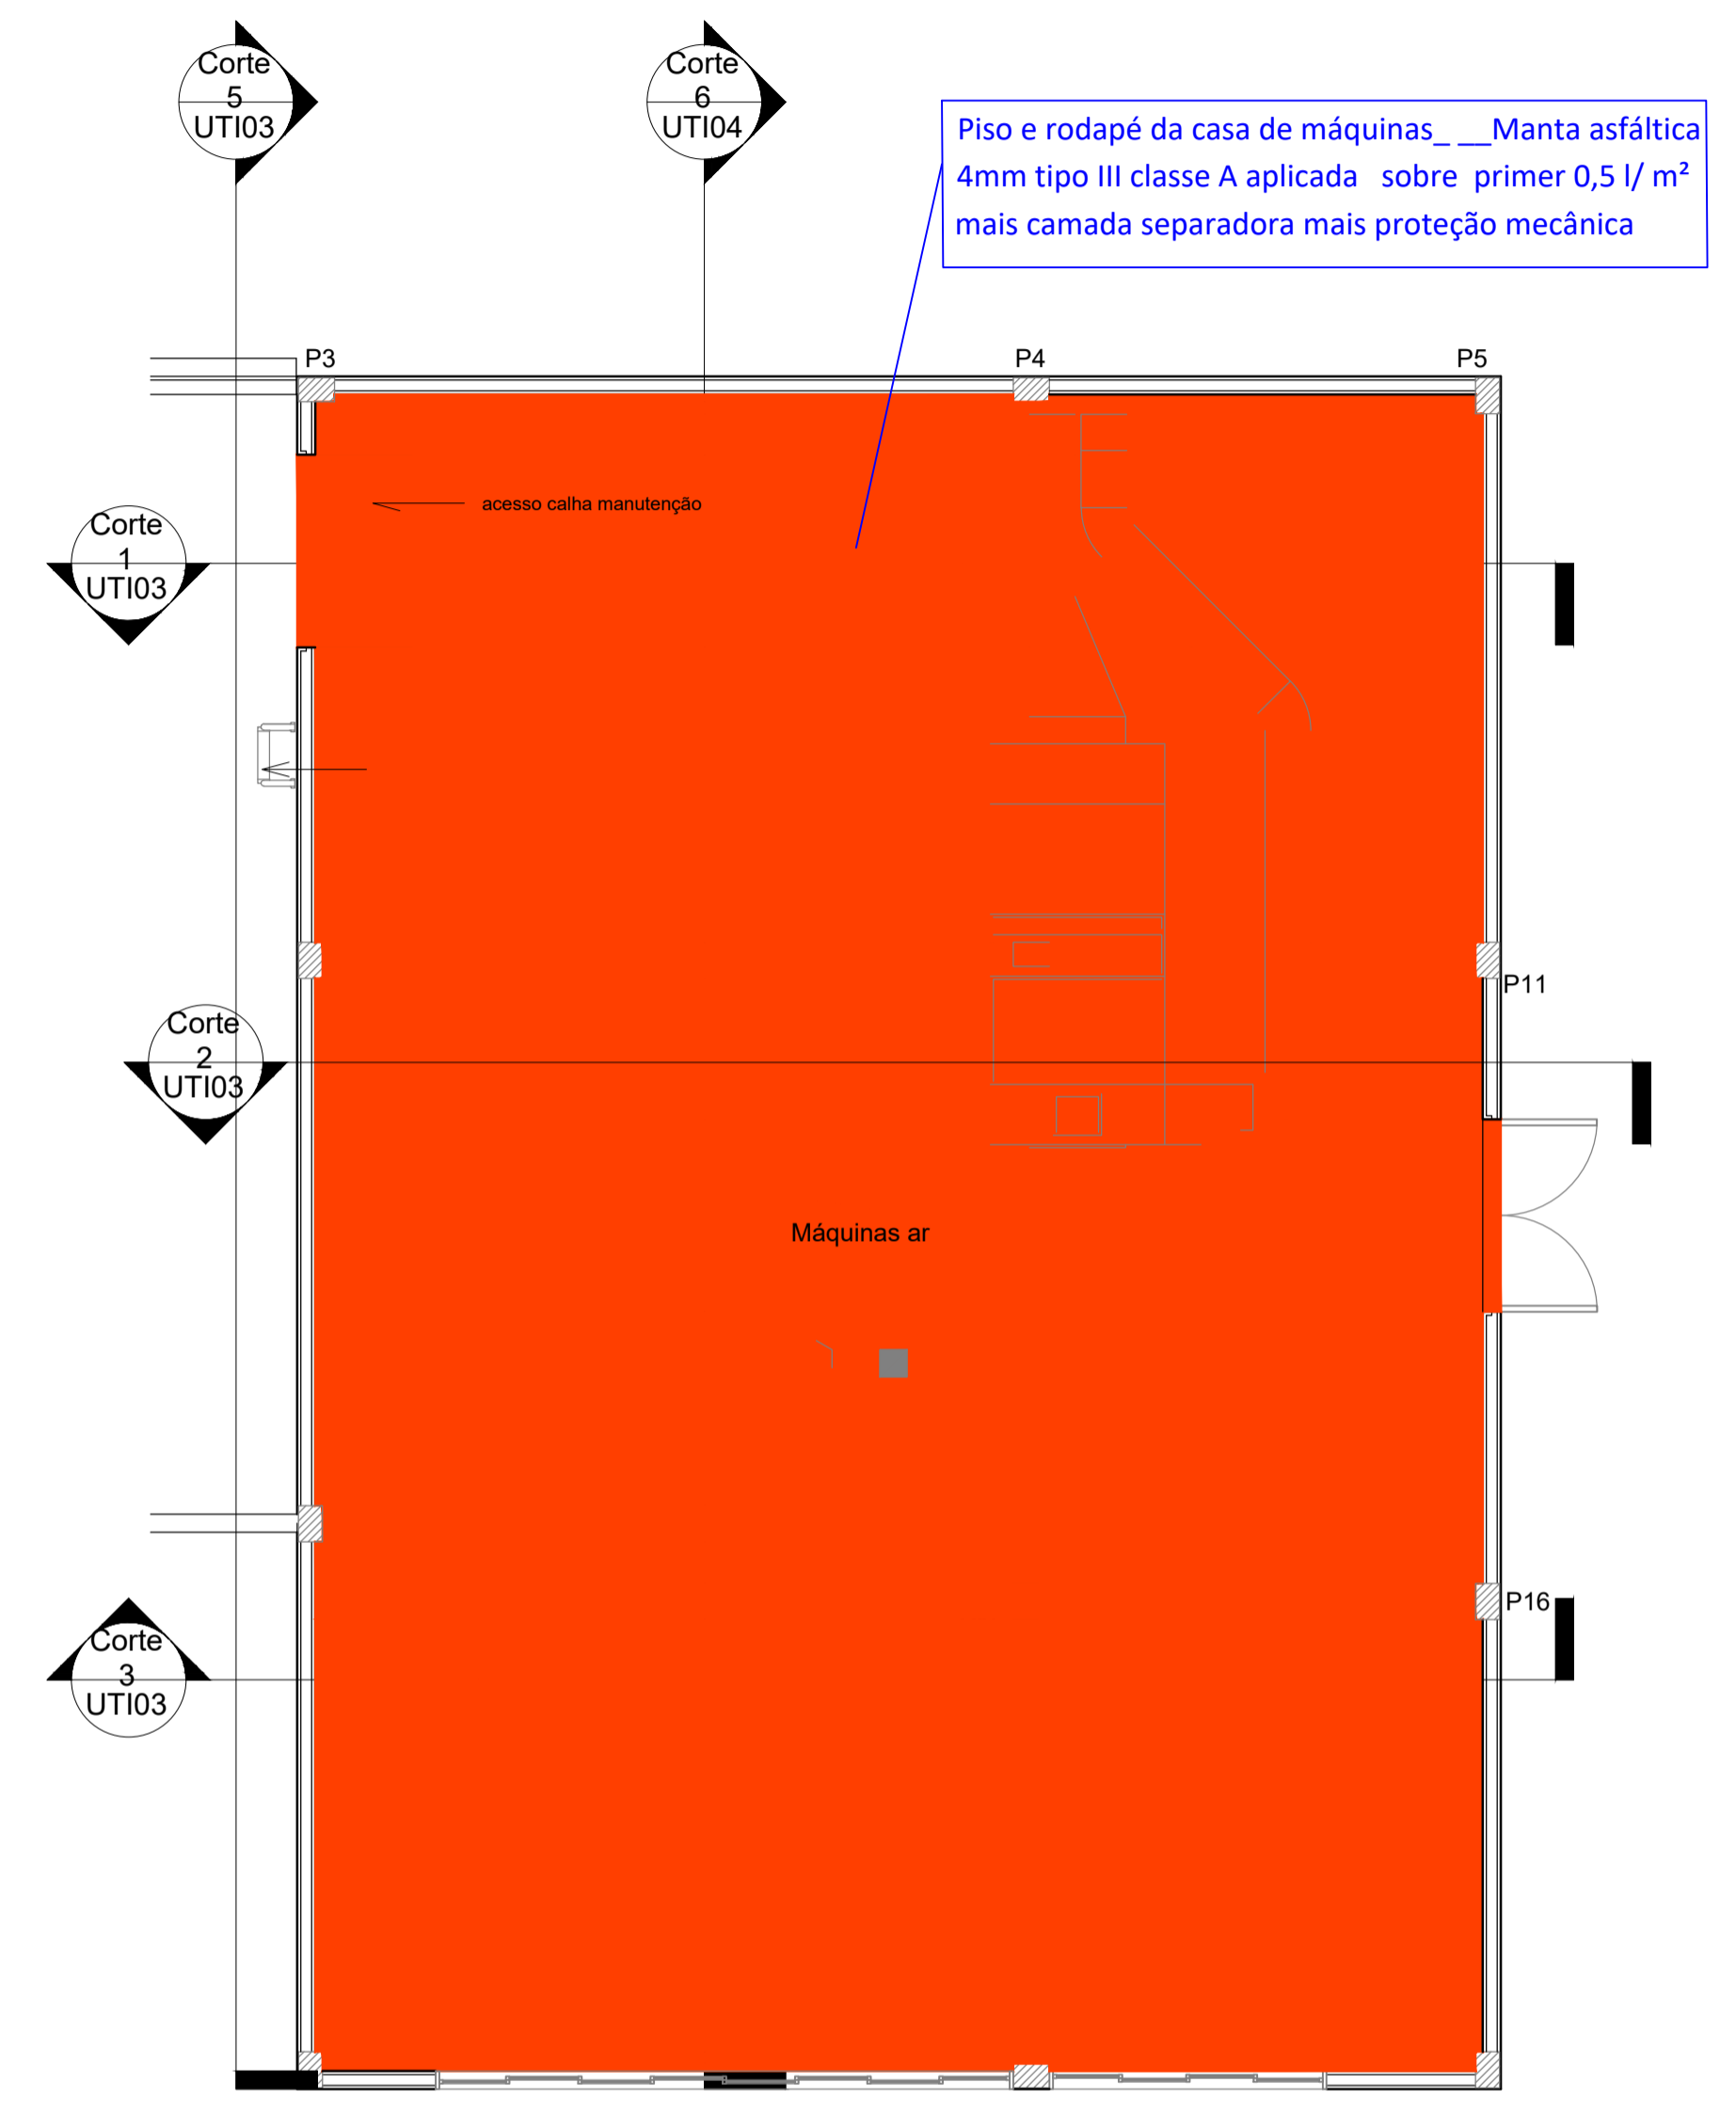 Corte
5
UTI03
Corte
6
UTI04
Piso e rodapé da casa de máquinas_ __Manta asfáltica
4mm tipo III classe A aplicada sobre primer 0,5 l/ m²
mais camada separadora mais proteção mecânica
P3
P4
P5
acesso calha manutenção
Corte
1
UTI03
P11
Corte
2
UTI03
Máquinas ar
P16
Corte
3
UTI03